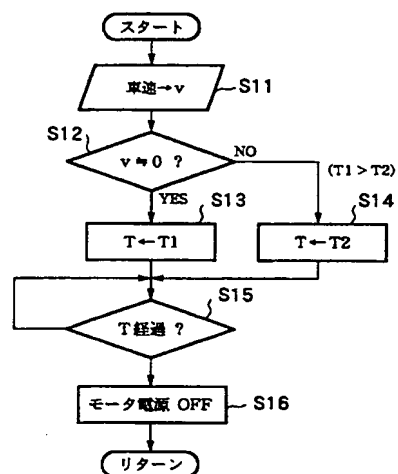 スタート
車速→v
S11
S12
v≒0 ?
NO
YES
(T1>T2)
S13
T←T1
S14
T←T2
S15
T経過 ?
モータ電源 OFF
S16
リターン